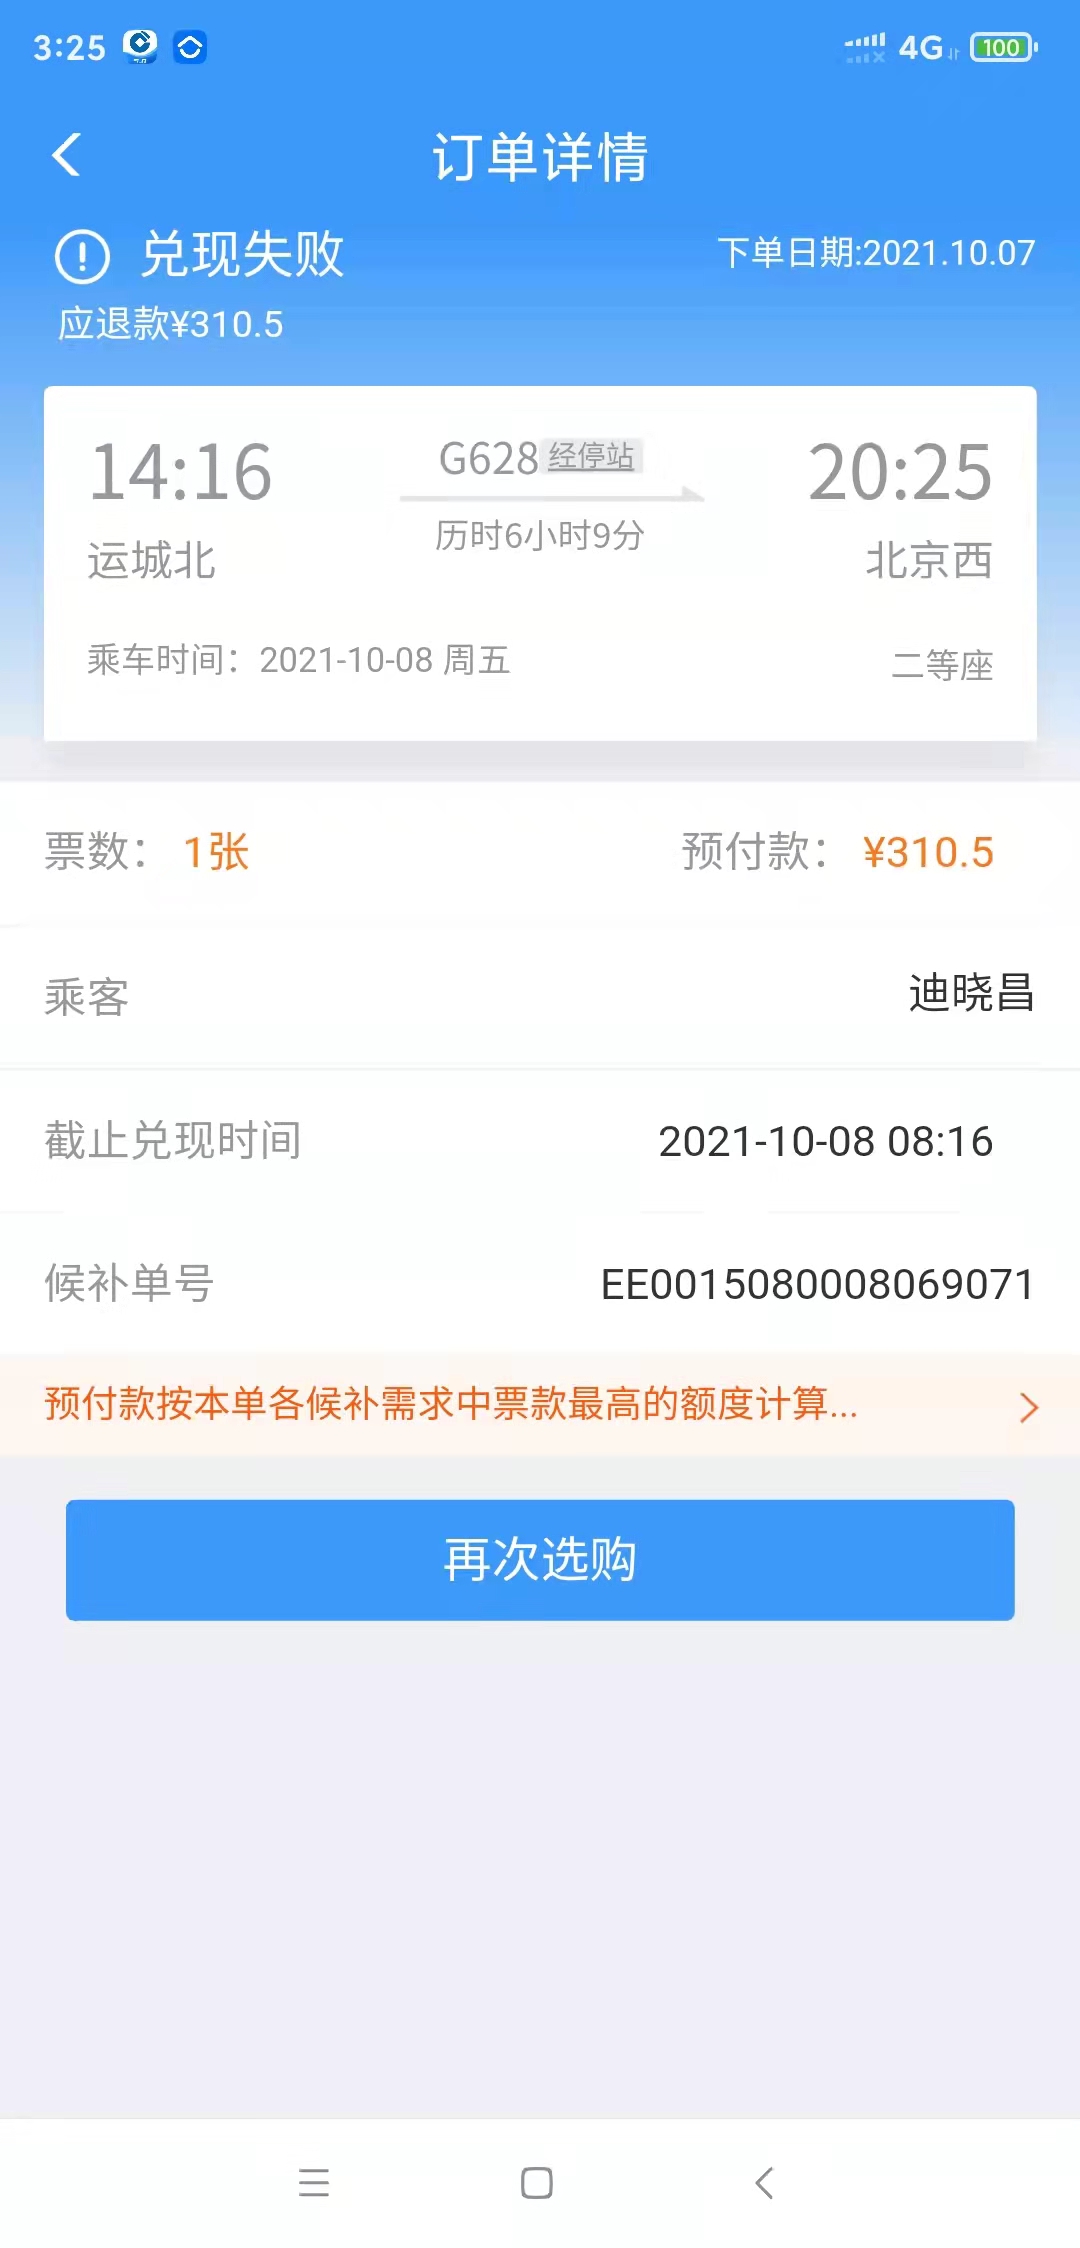 3:25
4G
100
订单详情
兑现失败
下单日期:2021.10.07
应退款¥310.5
14:16
G628 经停站
20:25
历时6小时9分
运城北
北京西
乘车时间：2021-10-08 周五
二等座
票数： 1张
预付款： ¥310.5
乘客
迪晓昌
截止兑现时间
2021-10-08 08:16
候补单号
EE0015080008069071
预付款按本单各候补需求中票款最高的额度计算...
再次选购